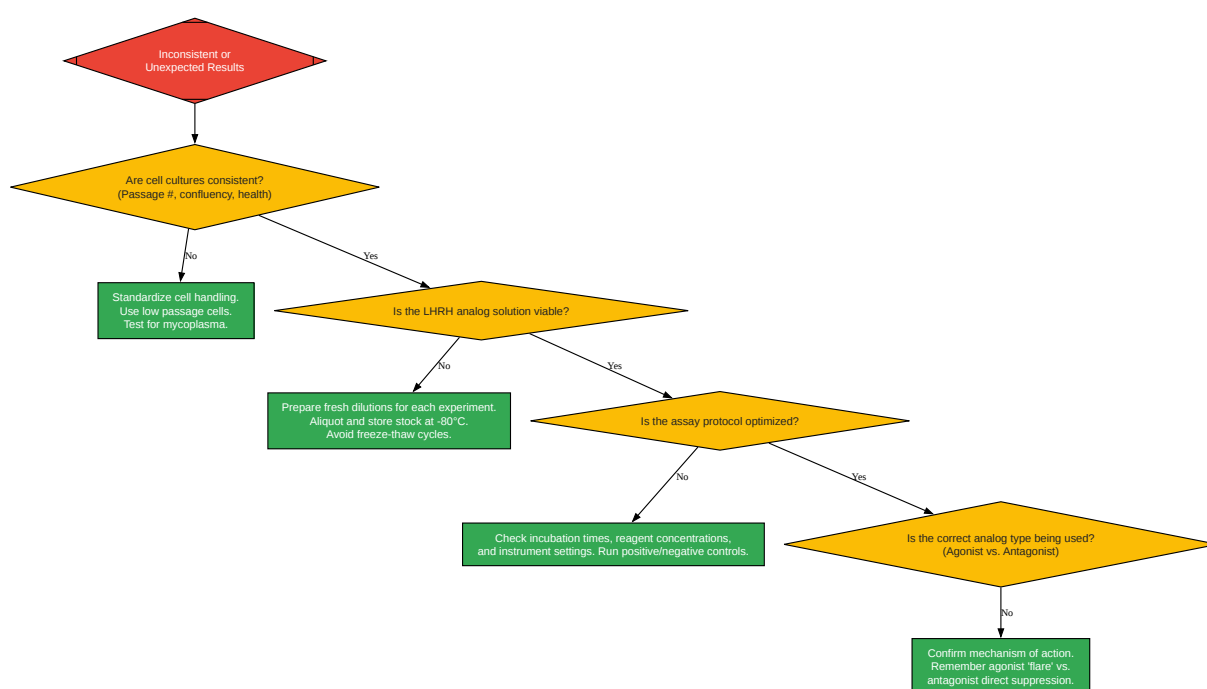 Inconsistent or
Unexpected Results
Are cell cultures consistent?
(Passage #, confluency, health)
No
Yes
Standardize cell handling.
Use low passage cells.
Test for mycoplasma.
Is the LHRH analog solution viable?
No
Yes
Prepare fresh dilutions for each experiment.
Aliquot and store stock at -80°C.
Avoid freeze-thaw cycles.
Is the assay protocol optimized?
No
Yes
Check incubation times, reagent concentrations,
and instrument settings. Run positive/negative controls.
Is the correct analog type being used?
(Agonist vs. Antagonist)
No
Confirm mechanism of action.
Remember agonist 'flare' vs.
antagonist direct suppression.